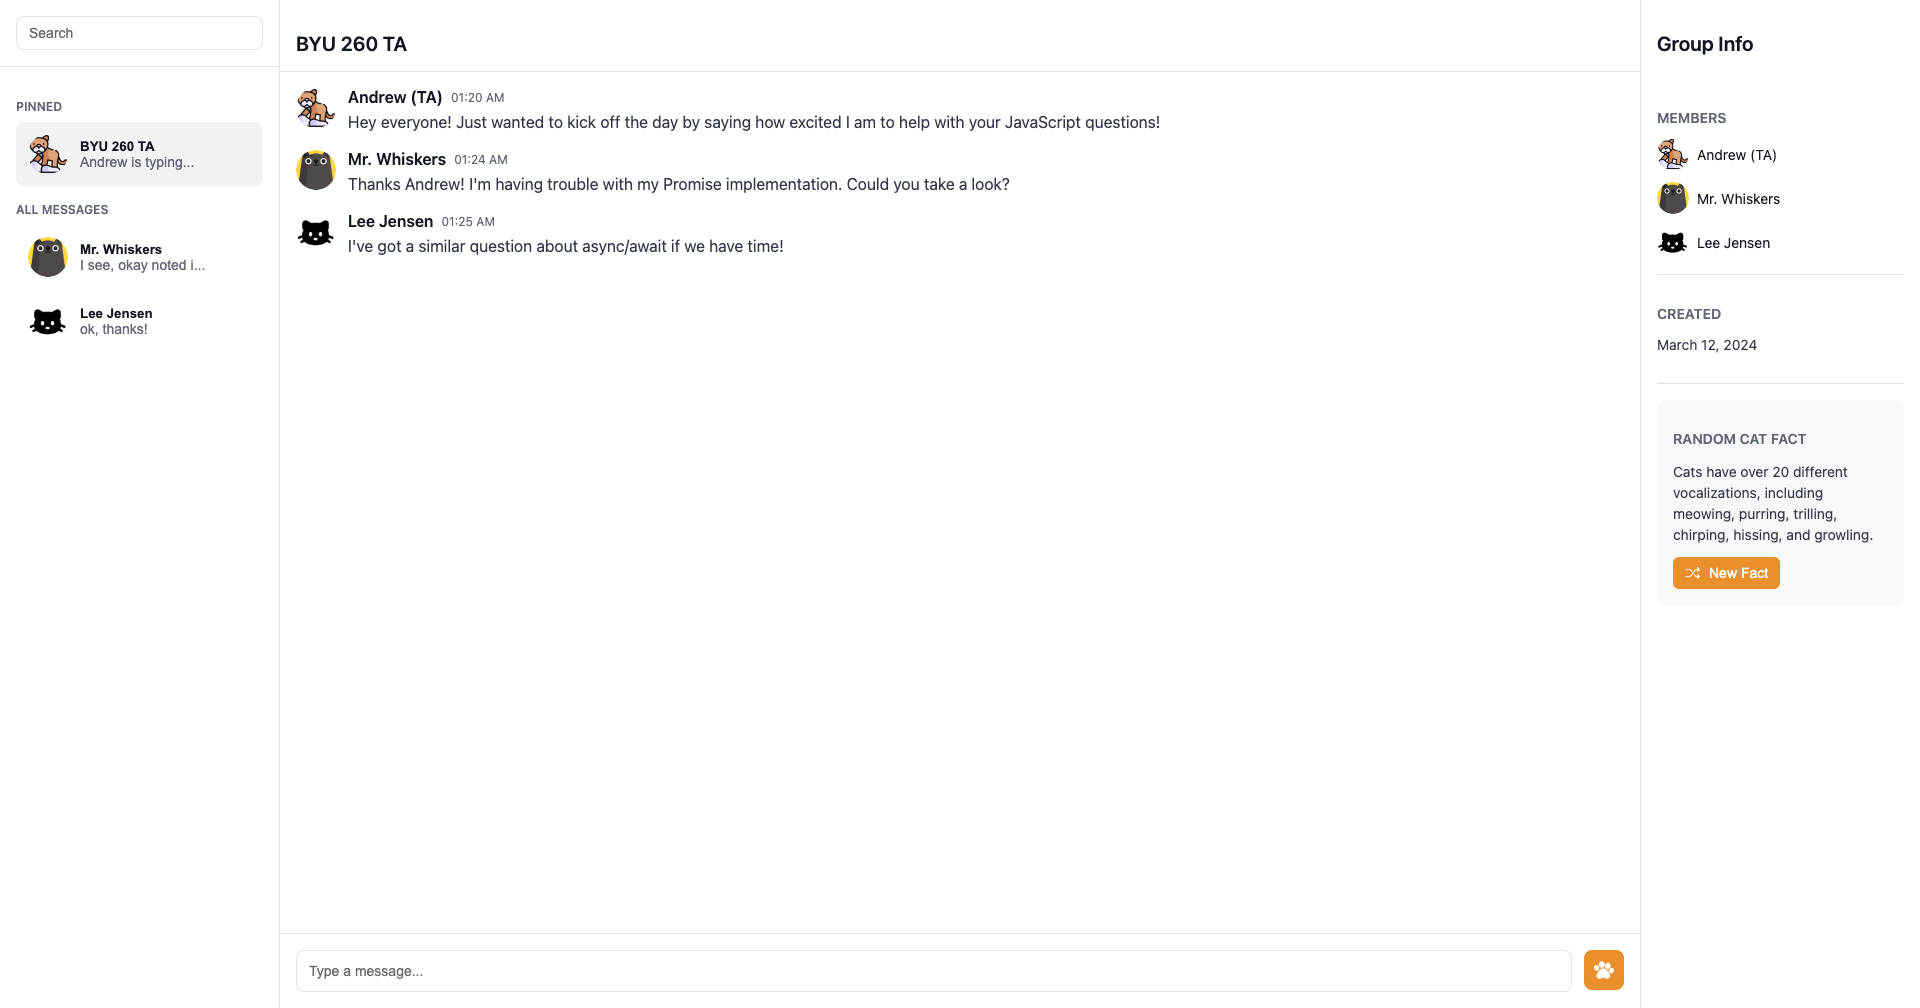 Search
PINNED
BYU 260 TA
Andrew is typing...
ALL MESSAGES
Mr. Whiskers
I see, okay noted i...
Lee Jensen
ok, thanks!
BYU 260 TA
Andrew (TA) 01:20 AM
Hey everyone! Just wanted to kick off the day by saying how excited I am to help with your JavaScript questions!
Mr. Whiskers 01:24 AM
Thanks Andrew! I'm having trouble with my Promise implementation. Could you take a look?
Lee Jensen 01:25 AM
I've got a similar question about async/await if we have time!
Type a message...
Group Info
MEMBERS
Andrew (TA)
Mr. Whiskers
Lee Jensen
CREATED
March 12, 2024
RANDOM CAT FACT
Cats have over 20 different
vocalizations, including
meowing, purring, trilling,
chirping, hissing, and growling.
New Fact